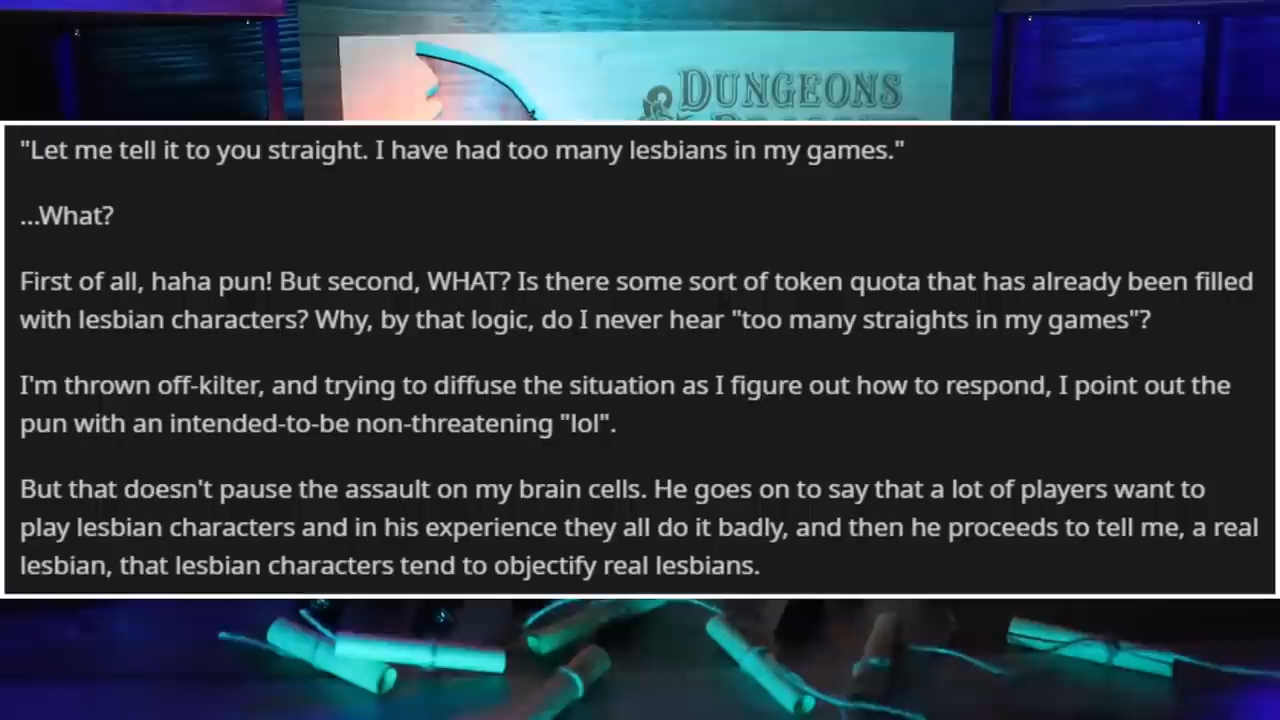 DUNGEONS
"Let me tell it to you straight. I have had too many lesbians in my games."
...What?
First of all, haha pun! But second, WHAT? Is there some sort of token quota that has already been filled
with lesbian characters? Why, by that logic, do I never hear "too many straights in my games"?
I'm thrown off-kilter, and trying to diffuse the situation as I figure out how to respond, I point out the
pun with an intended-to-be non-threatening "lol".
But that doesn't pause the assault on my brain cells. He goes on to say that a lot of players want to
play lesbian characters and in his experience they all do it badly, and then he proceeds to tell me, a real
lesbian, that lesbian characters tend to objectify real lesbians.